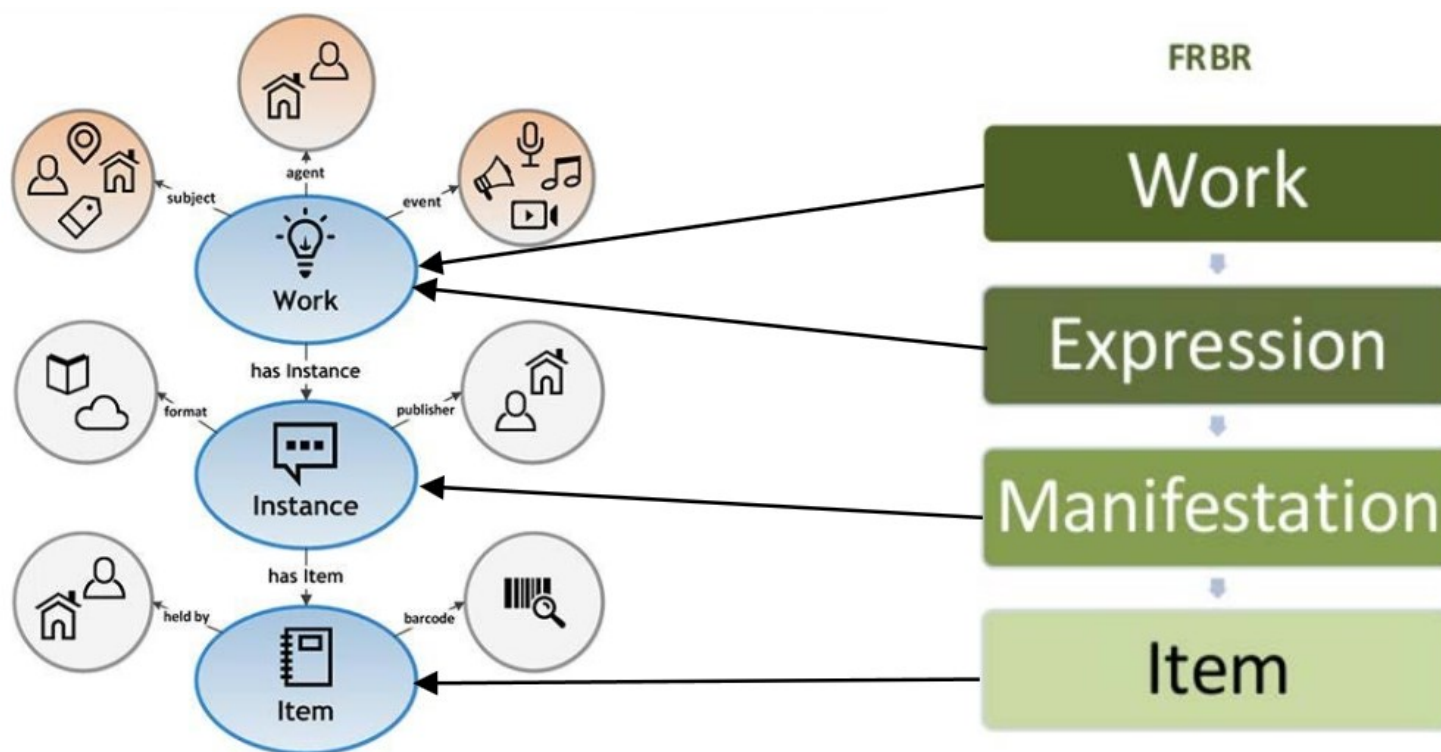 FRBR
agent
subject
event
Work
Work
has Instance
Expression
format
publisher
Instance
Manifestation
has Item
held by
barcode
Item
Item